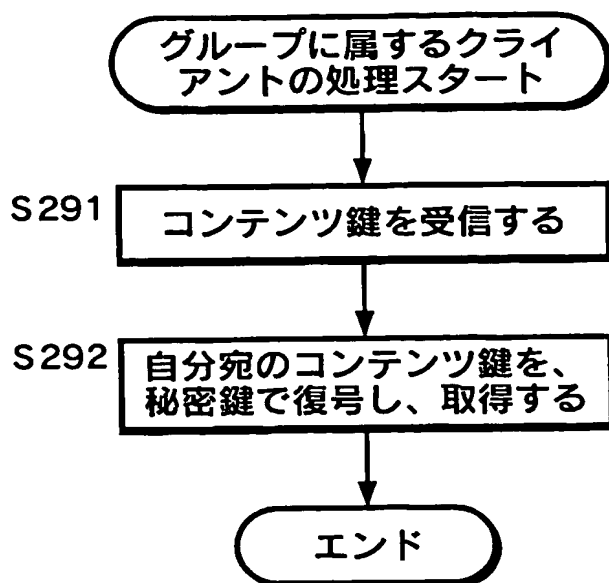 グループに属するクライ
アントの処理スタート
S291
コンテンツ鍵を受信する
S292
自分宛のコンテンツ鍵を、
秘密鍵で復号し、取得する
エンド